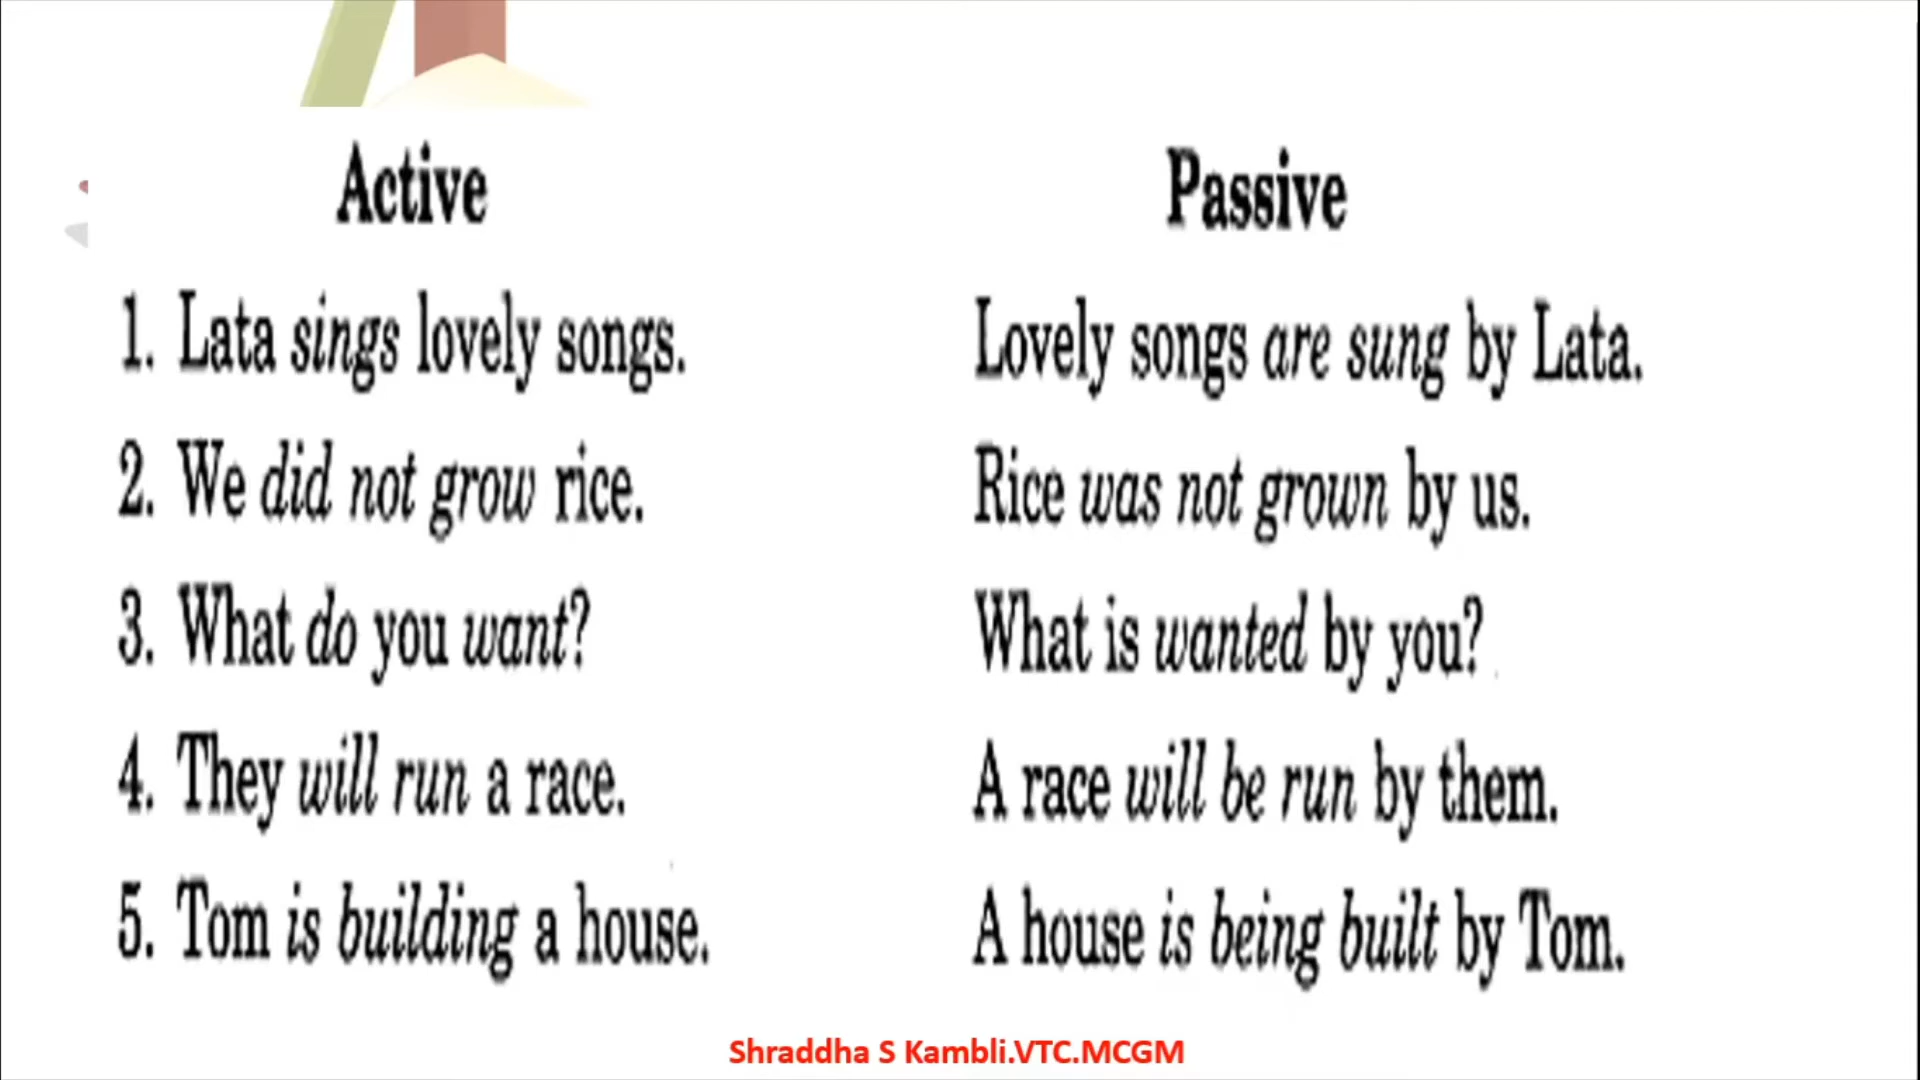 Active Passive
1. Lata sings lovely songs. Lovely songs are sung by Lata.
2. We did not grow rice. Rice was not grown by us.
3. What do you want? What is wanted by you?
4. They will run a race. A race will be run by them.
5. Tom is building a house. A house is being built by Tom.
Shraddha S Kambli.VTC.MCGM